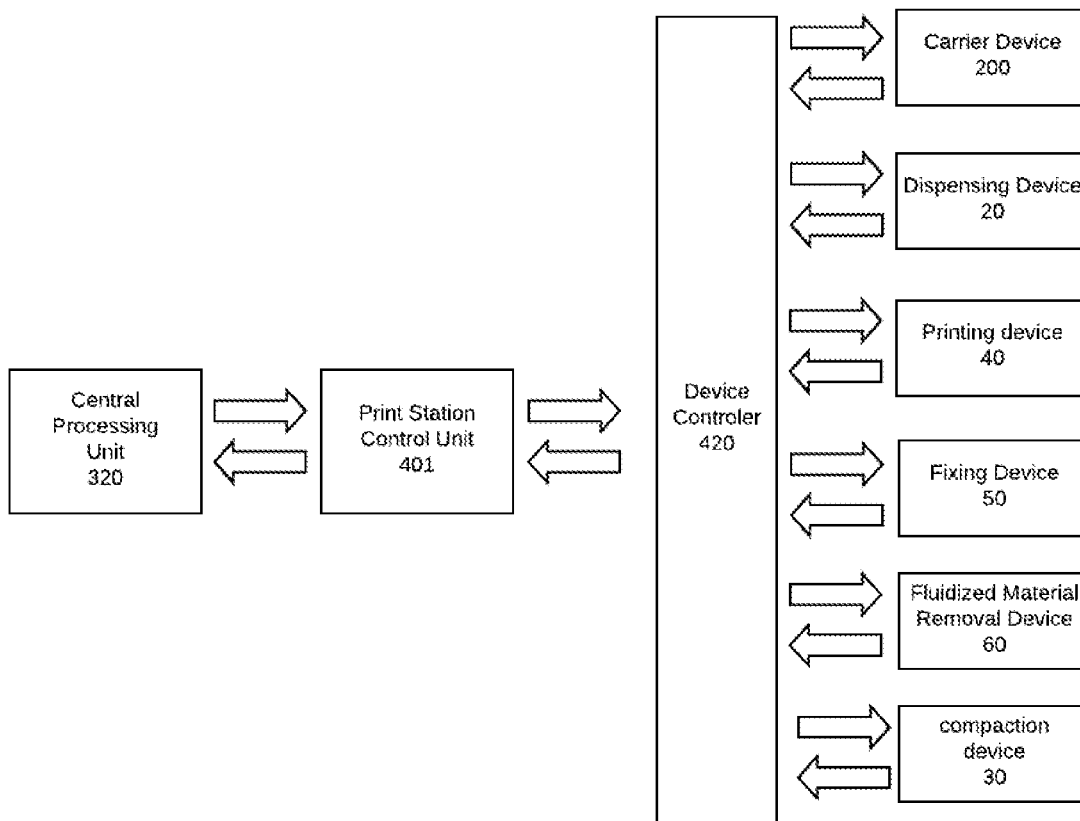 Central
Processing
Unit
320
Print Station
Control Unit
401
Device
Controler
420
Carrier Device
200
Dispensing Device
20
Printing device
40
Fixing Device
50
Fluidized Material
Removal Device
60
compaction
device
30